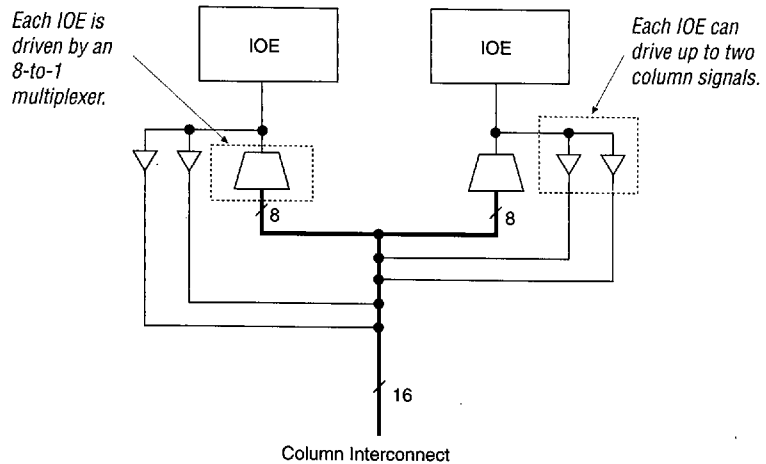 Each IOE is
driven by an
8-to-1
multiplexer.
IOE
IOE
Each IOE can
drive up to two
column signals.
8
8
16
Column Interconnect